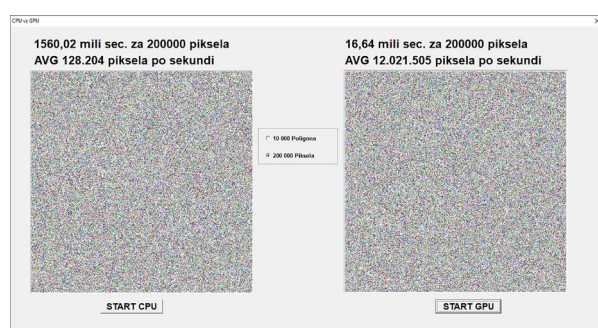 CPU vs GPU
1560,02 mili sec. za 200000 piksela
AVG 128.204 piksela po sekundi
16,64 mili sec. za 200000 piksela
AVG 12.021.505 piksela po sekundi
10 000 Poligona
200 000 Piksela
START CPU
START GPU